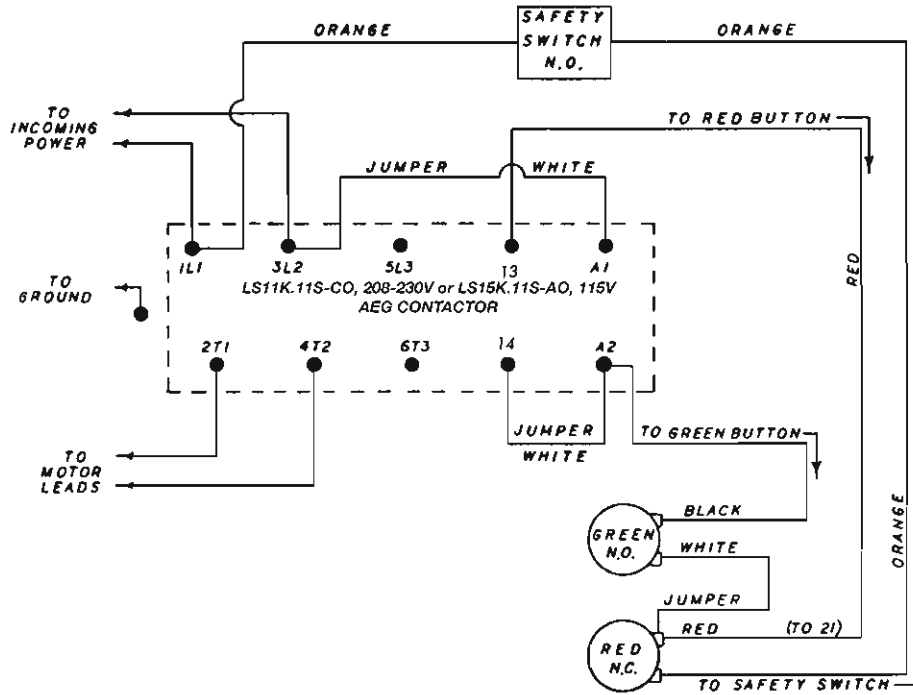 ORANGE
SAFETY
SWITCH
N.O.
ORANGE
TO
INCOMING
POWER
TO RED BUTTON
JUMPER WHITE
RED
1L1 3L2 5L3 13 A1
LS11K.11S-CO, 208-230V or LS15K.11S-AO, 115V
AEG CONTACTOR
TO
GROUND
2T1 4T2 6T3 14 A2
JUMPER
WHITE
TO GREEN BUTTON
TO
MOTOR
LEADS
ORANGE
BLACK
GREEN
N.O.
WHITE
JUMPER
RED (TO 21)
RED
N.C.
TO SAFETY SWITCH